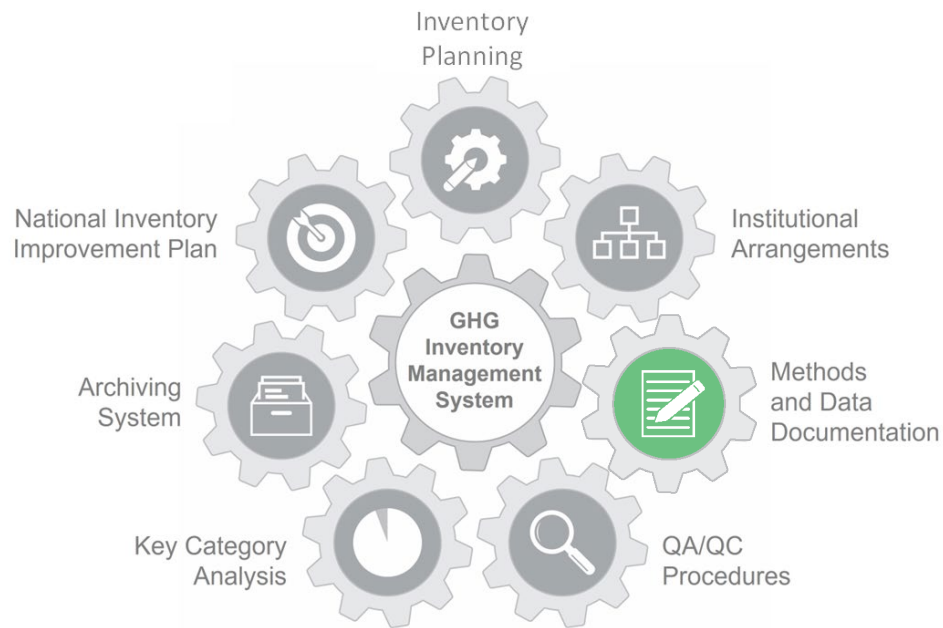 Inventory
Planning
National Inventory
Improvement Plan
Institutional
Arrangements
GHG
Inventory
Management
System
Archiving
System
Methods
and Data
Documentation
Key Category
Analysis
QA/QC
Procedures